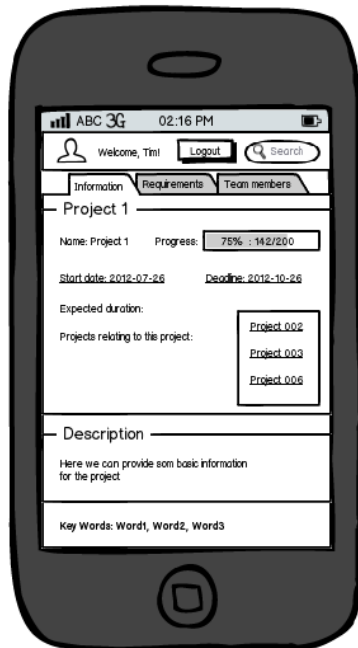 ABC 3G 02:16 PM
Welcome, Tim! Logout Search
Information Requirements Team members
Project 1
Name: Project 1 Progress: 75% : 142/200
Start date: 2012-07-26 Deadline: 2012-10-26
Expected duration:
Projects relating to this project:
Project 002
Project 003
Project 006
Description
Here we can provide som basic information
for the project
Key Words: Word1, Word2, Word3